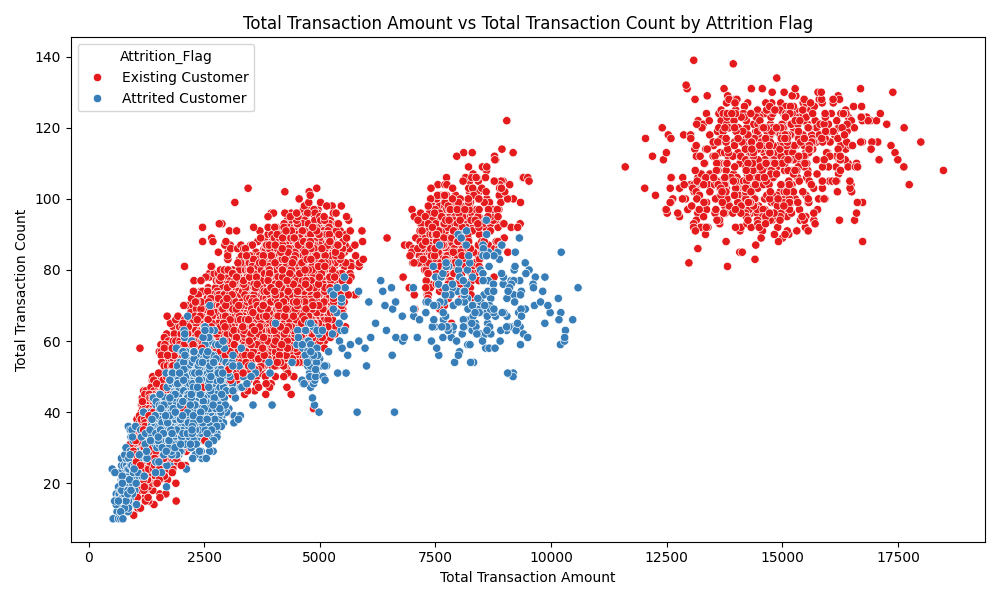 Total Transaction Amount vs Total Transaction Count by Attrition Flag
Attrition_Flag
Existing Customer
Attrited Customer
140
120
100
80
60
40
20
Total Transaction Count
0
2500
5000
7500
10000
12500
15000
17500
Total Transaction Amount